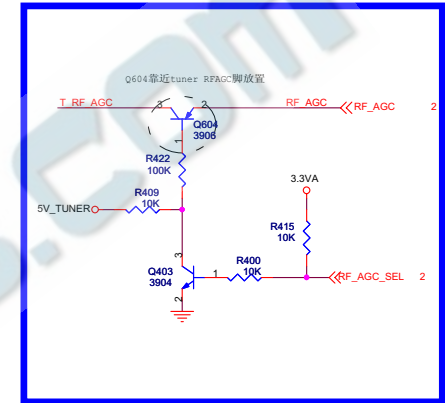 Q604靠近tuner RFAGC脚放置
T_RF_AGC 3 2 RF_AGC RF_AGC 2
Q604
3906
1
R422
100K
3.3VA
R409
5V_TUNER 10K
R415
10K
3
Q403
3904
R400
1 10K RF_AGC_SEL 2
2